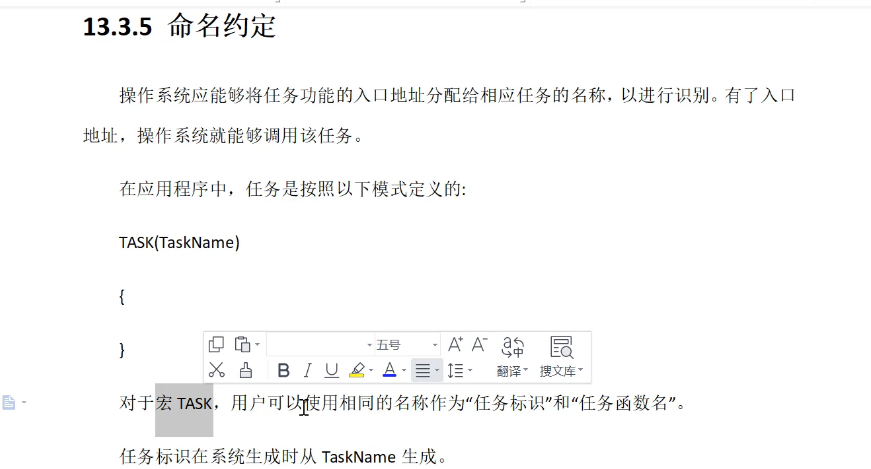 13.3.5 命名约定
操作系统应能够将任务功能的入口地址分配给相应任务的名称，以进行识别。有了入口
地址，操作系统就能够调用该任务。
在应用程序中，任务是按照以下模式定义的:
TASK(TaskName)
{
}
五号
A+ A-
B I U A
翻译 搜文库
对于宏 TASK，用户可以使用相同的名称作为“任务标识”和“任务函数名”。
任务标识在系统生成时从 TaskName 生成。